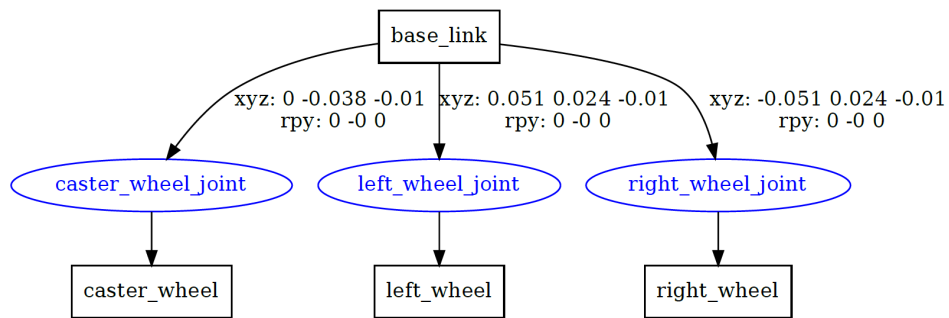 base_link
xyz: 0 -0.038 -0.01
rpy: 0 -0 0
xyz: 0.051 0.024 -0.01
rpy: 0 -0 0
xyz: -0.051 0.024 -0.01
rpy: 0 -0 0
caster_wheel_joint
left_wheel_joint
right_wheel_joint
caster_wheel
left_wheel
right_wheel